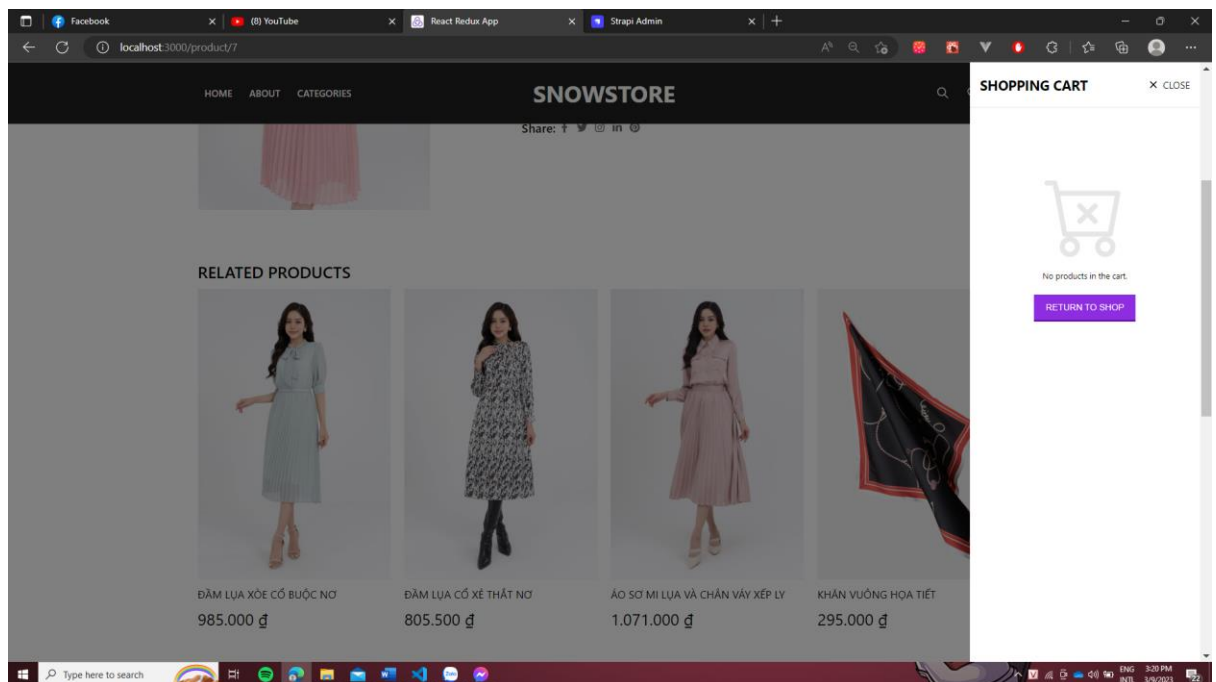 Facebook
(8) YouTube
React Redux App
Strapi Admin
localhost:3000/product/7
HOME ABOUT CATEGORIES
SNOWSTORE
SHOPPING CART
CLOSE
Share:
No products in the cart.
RETURN TO SHOP
RELATED PRODUCTS
ĐẦM LỤA XÒE CỔ BUỘC NƠ
985.000 ₫
ĐẦM LỤA CỔ XẺ THẮT NƠ
805.500 ₫
ÁO SƠ MI LỤA VÀ CHÂN VÁY XẾP LY
1.071.000 ₫
KHĂN VUÔNG HỌA TIẾT
295.000 ₫
Type here to search
ENG
INTL
3:20 PM
3/9/2023